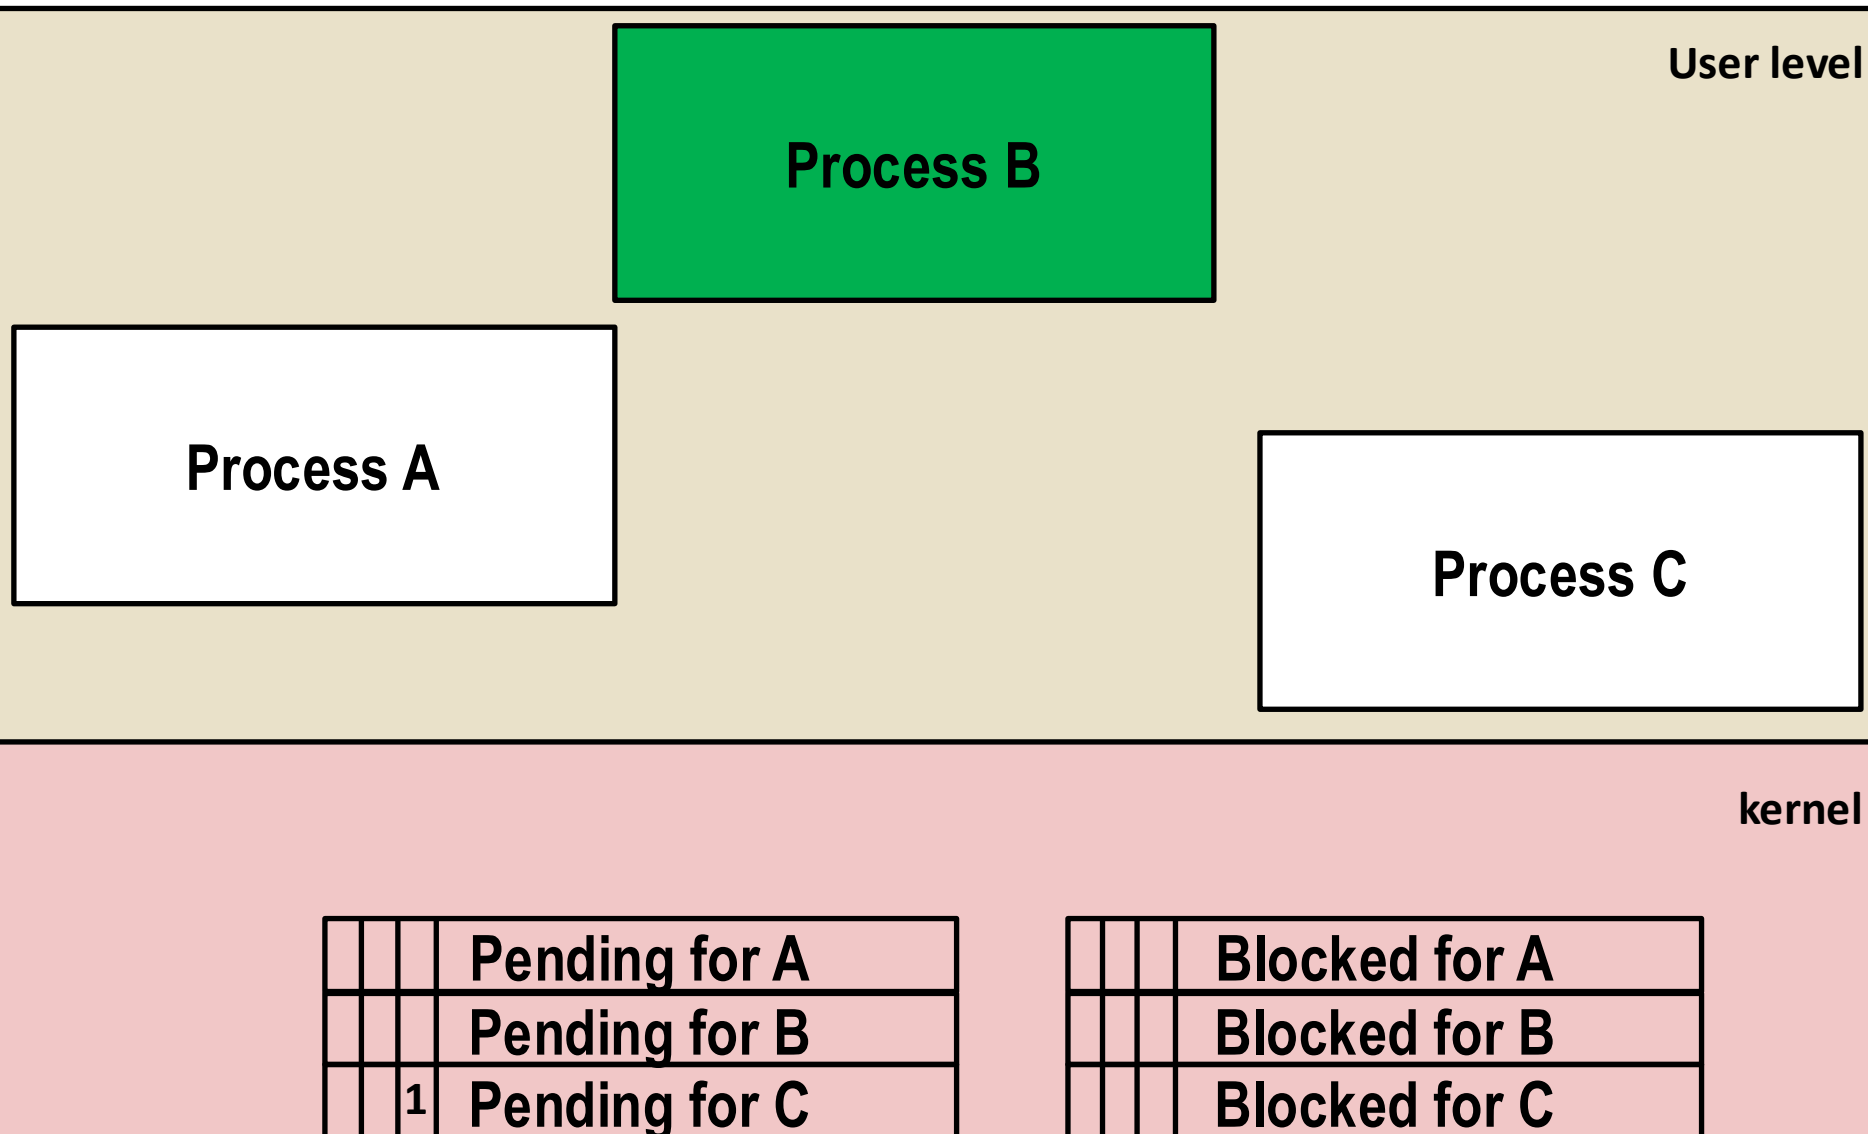 User level
Process B
Process A
Process C
kernel
Pending for A
Blocked for A
Pending for B
Blocked for B
1 Pending for C
Blocked for C